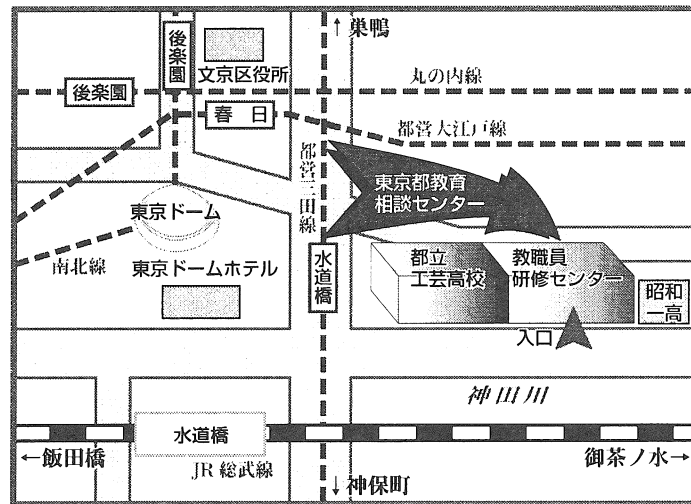 ↑巣鴨
後楽園
文京区役所
丸の内線
後楽園
春日
都営大江戸線
都営三田線
東京都教育
相談センター
東京ドーム
南北線
東京ドームホテル
水道橋
都立
工芸高校
教職員
研修センター
昭和
一高
入口
神田川
水道橋
←飯田橋
JR 総武線
御茶ノ水→
↓神保町